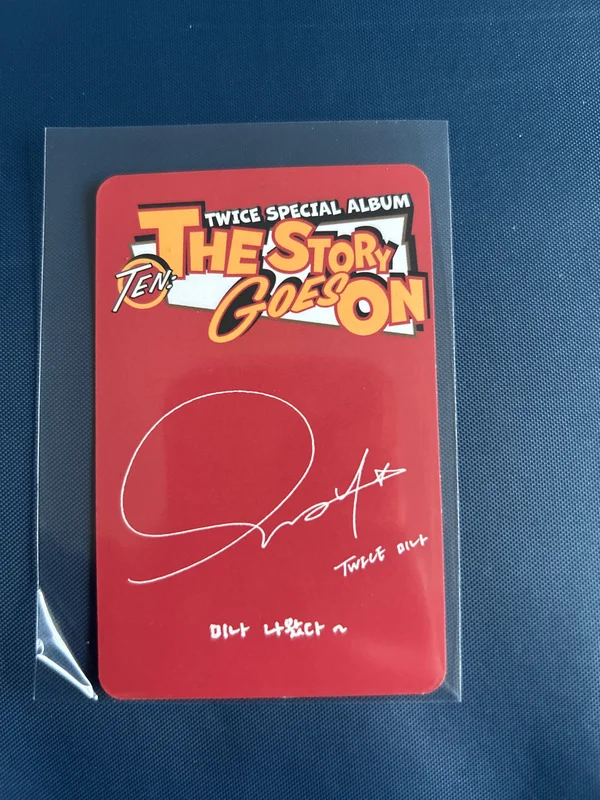 TWICE SPECIAL ALBUM
TEN: THE STORY
GOES ON
TWICE 미나
미나 나왔다 ~